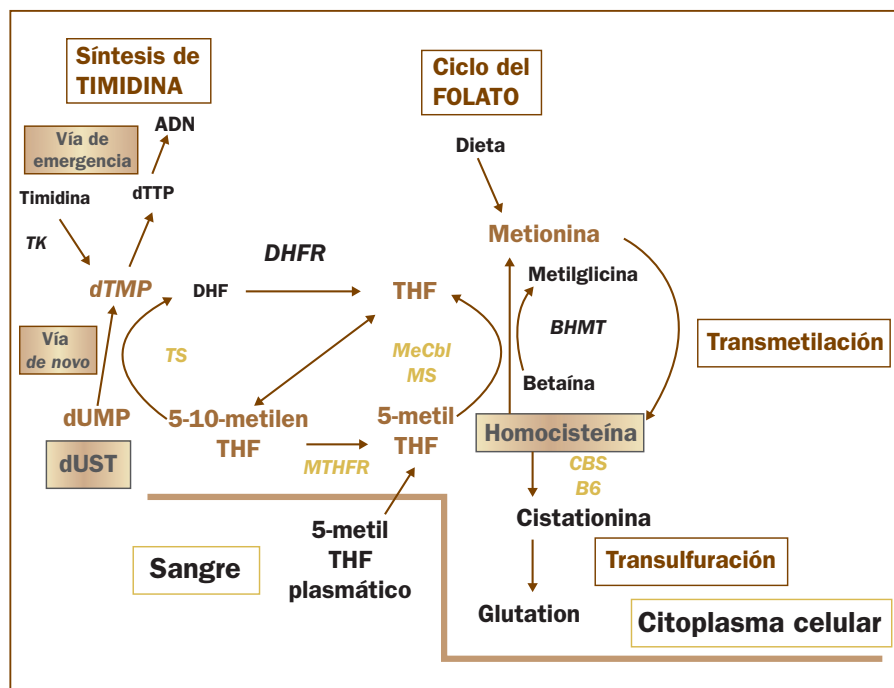 Síntesis de
TIMIDINA
Ciclo del
FOLATO
Vía de
emergencia
ADN
Timidina
dTTP
TK
dTMP
DHF
DHFR
THF
Vía
de novo
TS
dUMP
dUST
5-10-metilen
THF
MTHFR
MeCbl
MS
5-metil
THF
Dieta
Metionina
Metilglicina
BHMT
Betaína
Transmetilación
Homocisteína
CBS
B6
Cistationina
Transulfuración
Glutation
Sangre
5-metil
THF
plasmático
Citoplasma celular